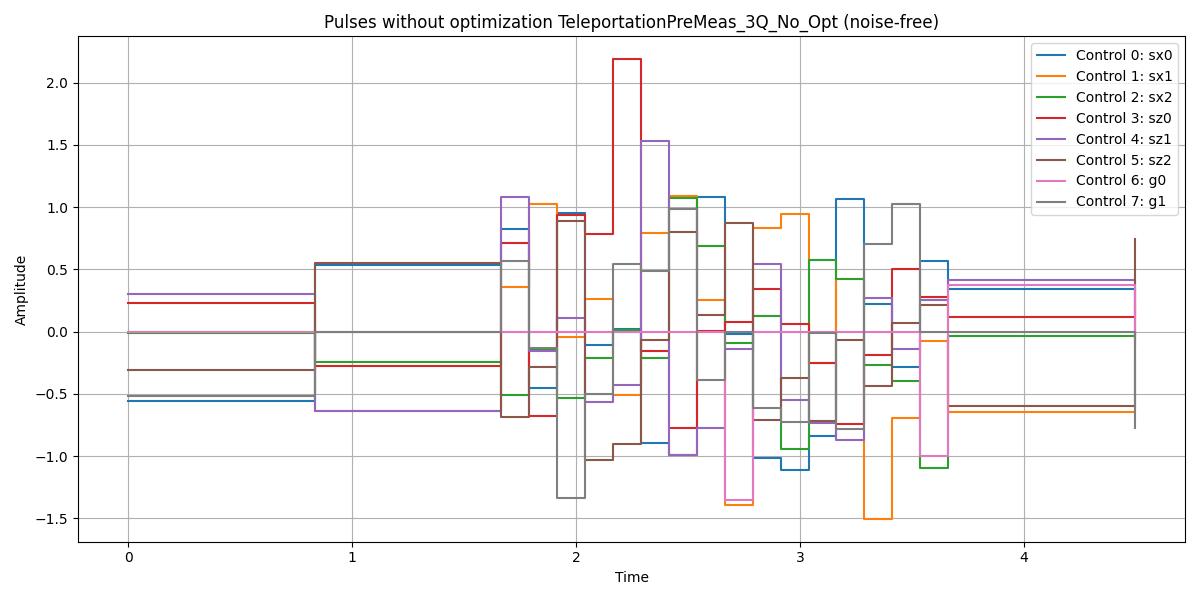 Pulses without optimization TeleportationPreMeas_3Q_No_Opt (noise-free)
Control 0: sx0
Control 1: sx1
Control 2: sx2
Control 3: sz0
Control 4: sz1
Control 5: sz2
Control 6: g0
Control 7: g1
Amplitude
2.0
1.5
1.0
0.5
0.0
−0.5
−1.0
−1.5
0 1 2 3 4
Time